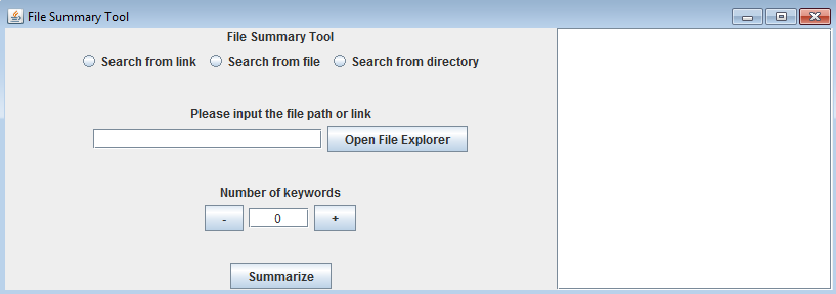 File Summary Tool
File Summary Tool
Search from link Search from file Search from directory
Please input the file path or link
Open File Explorer
Number of keywords
- 0 +
Summarize